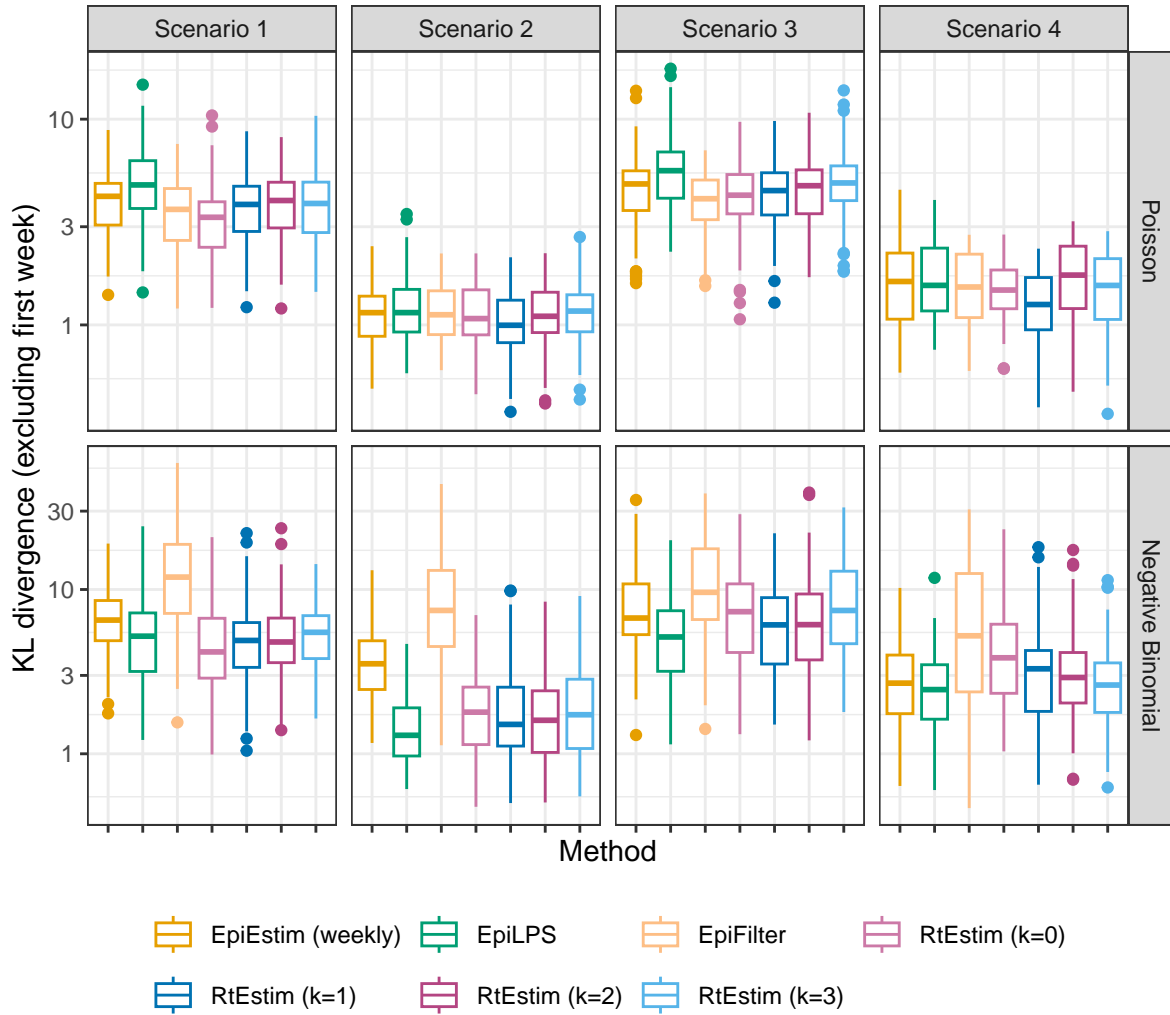 Scenario 1
Scenario 2
Scenario 3
Scenario 4
KL divergence (excluding first week)
10
3
1
Poisson
30
10
3
1
Negative Binomial
Method
EpiEstim (weekly)
EpiLPS
EpiFilter
RtEstim (k=0)
RtEstim (k=1)
RtEstim (k=2)
RtEstim (k=3)